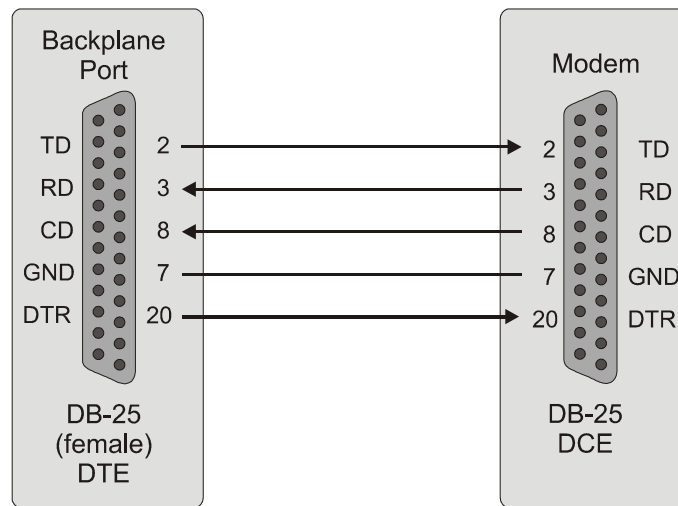 Backplane
Port
TD 2
RD 3
CD 8
GND 7
DTR 20
DB-25
(female)
DTE
Modem
2 TD
3 RD
8 CD
7 GND
20 DTR
DB-25
DCE